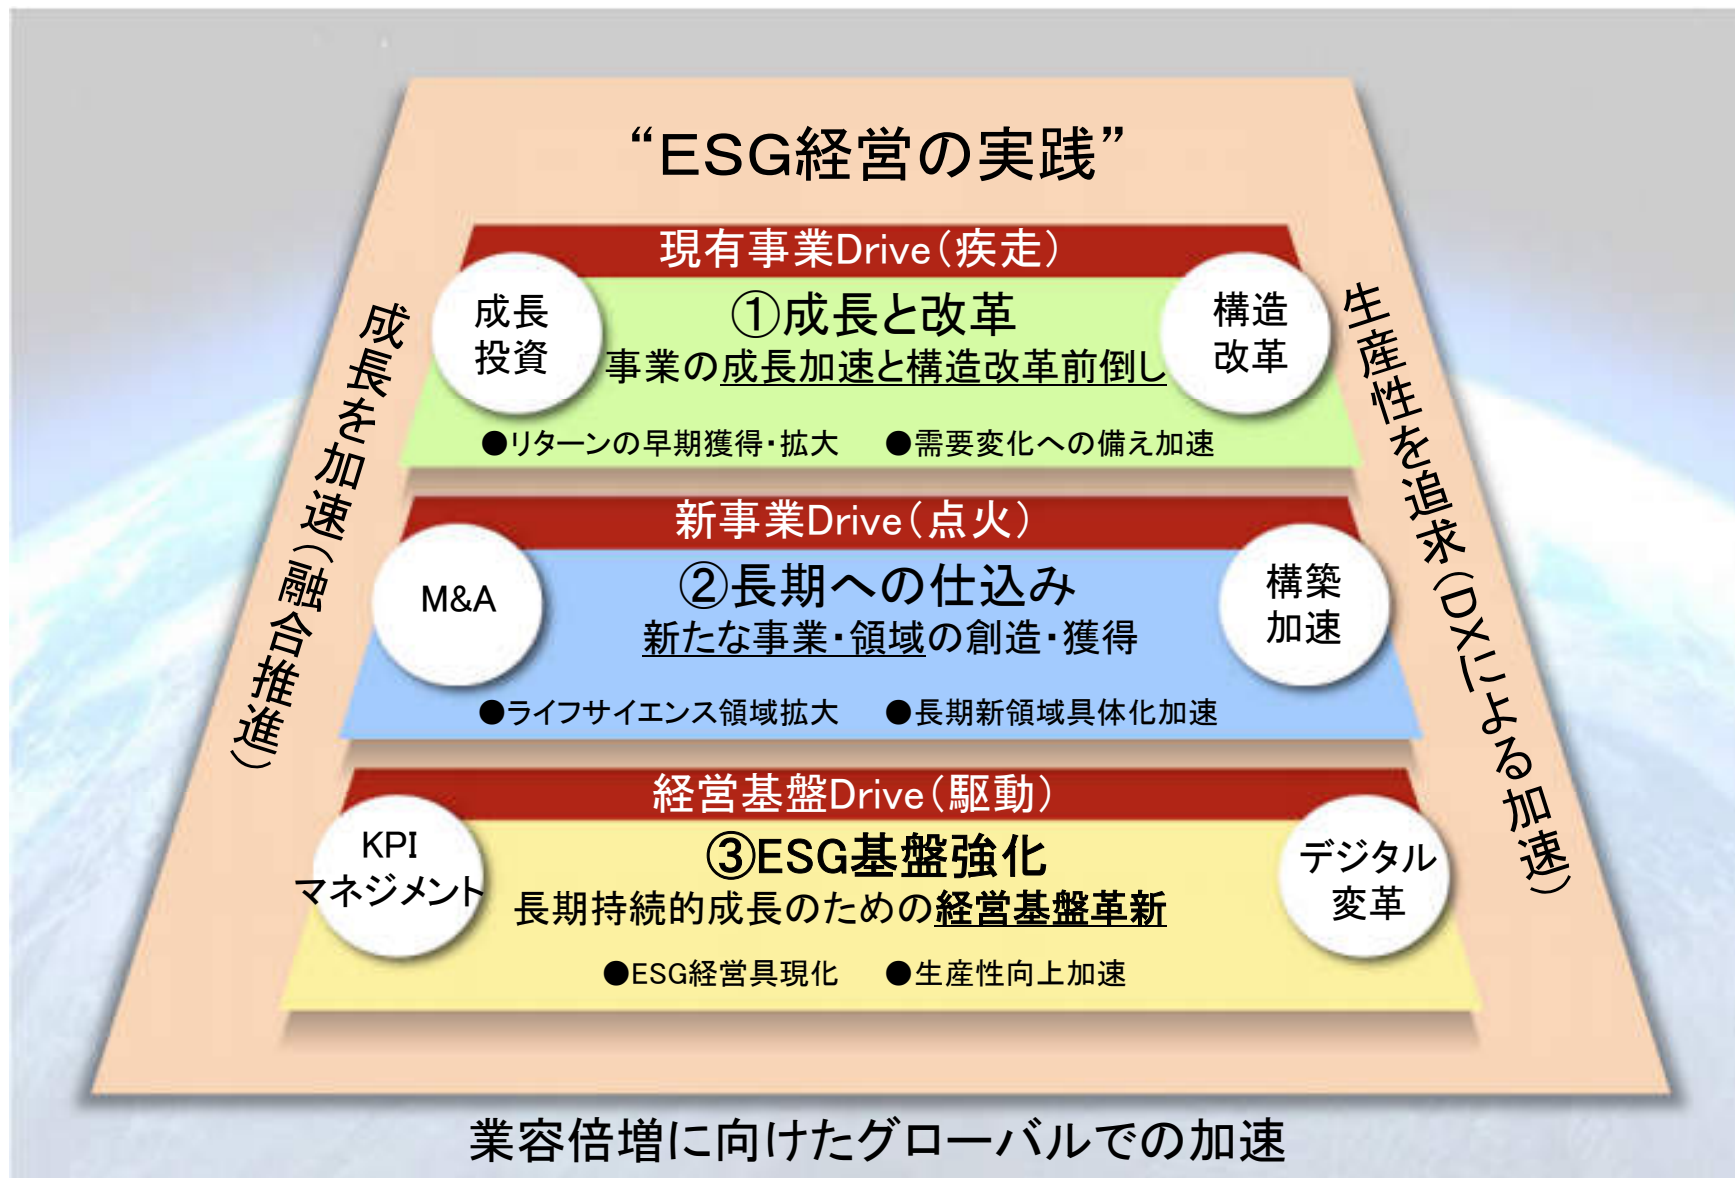 “ESG経営の実践”
成長を加速(融合推進)
生産性を追求(DXによる加速)
現有事業Drive(疾走)
成長
投資
①成長と改革
事業の成長加速と構造改革前倒し
構造
改革
●リターンの早期獲得・拡大 ●需要変化への備え加速
新事業Drive(点火)
M&A
②長期への仕込み
新たな事業・領域の創造・獲得
構築
加速
●ライフサイエンス領域拡大 ●長期新領域具体化加速
経営基盤Drive(駆動)
KPI
マネジメント
③ESG基盤強化
長期持続的成長のための経営基盤革新
デジタル
変革
●ESG経営具現化 ●生産性向上加速
業容倍増に向けたグローバルでの加速